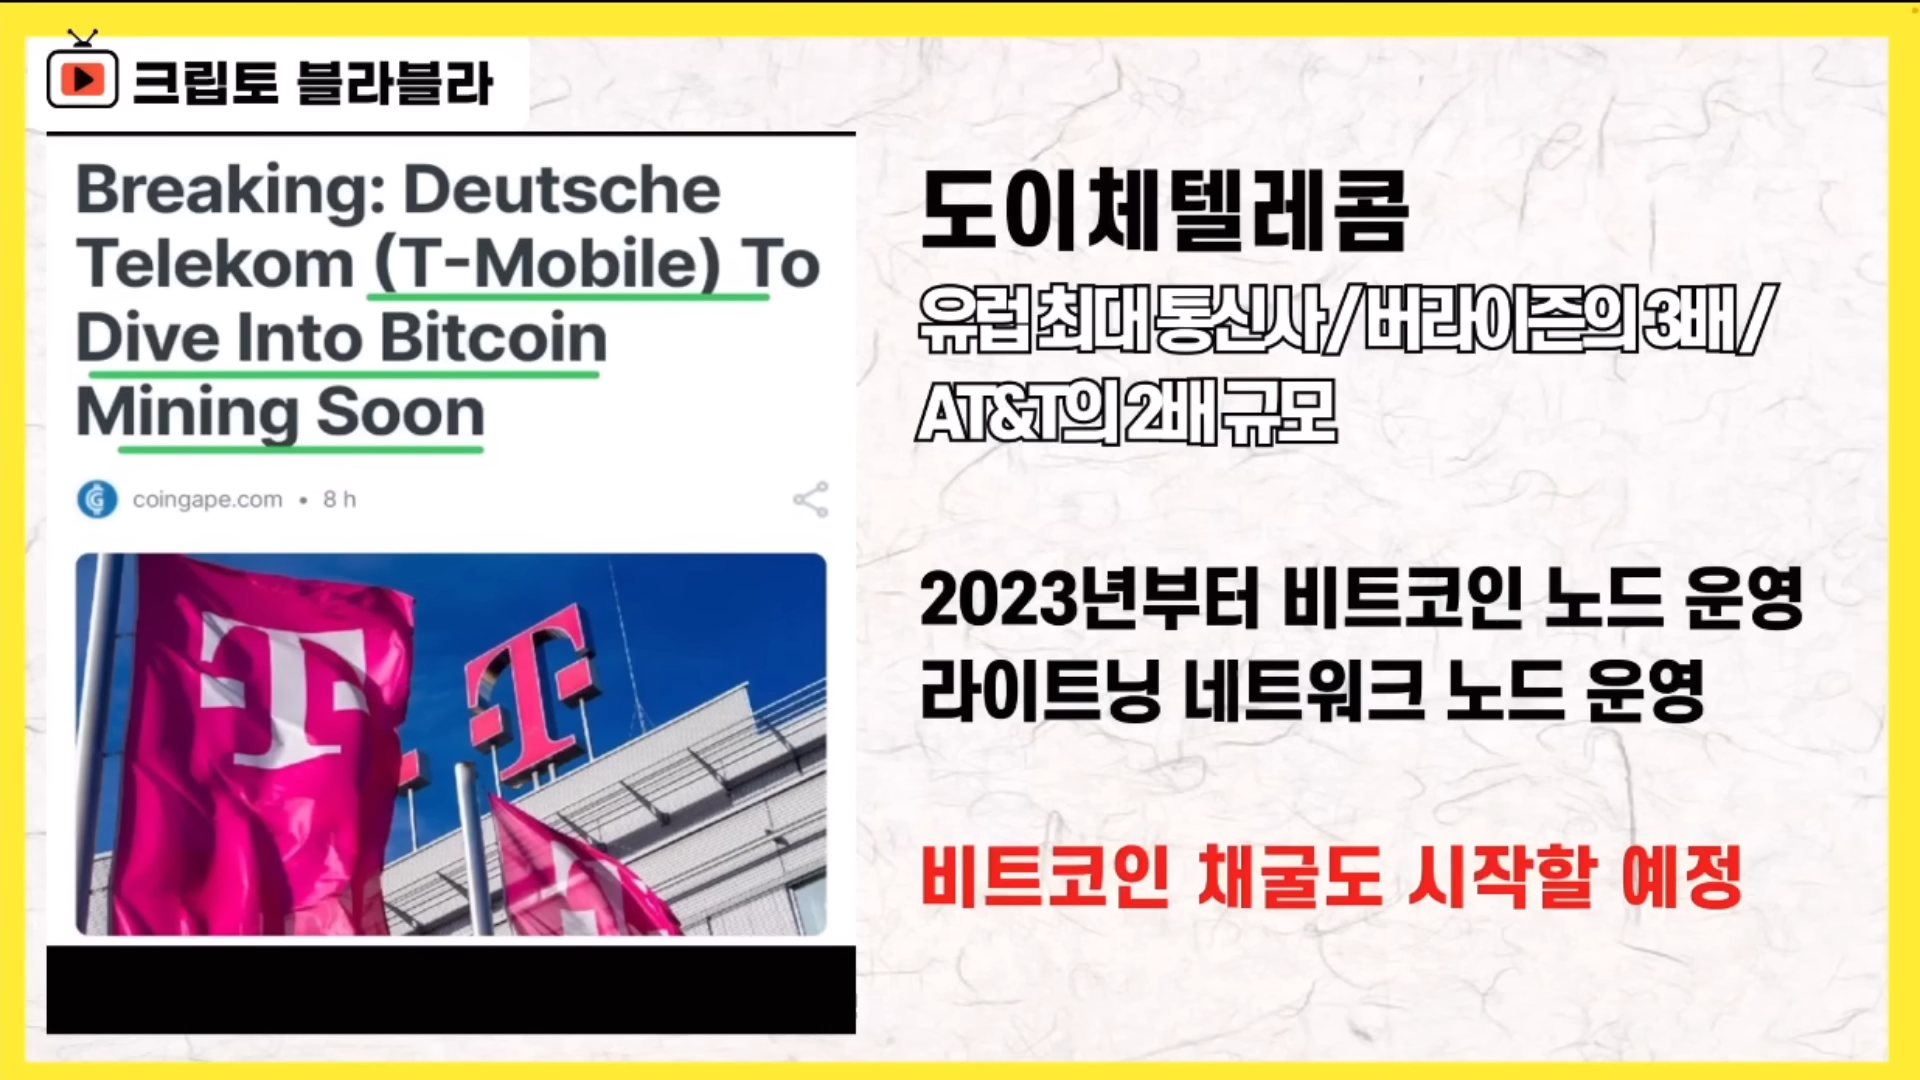 크립토 블라블라
Breaking: Deutsche
Telekom (T-Mobile) To
Dive Into Bitcoin
Mining Soon
coingape.com • 8 h
도이체텔레콤
유럽 최대 통신사 / 버라이즌의 3배 /
AT&T의 2배 규모
2023년부터 비트코인 노드 운영
라이트닝 네트워크 노드 운영
비트코인 채굴도 시작할 예정
T
T